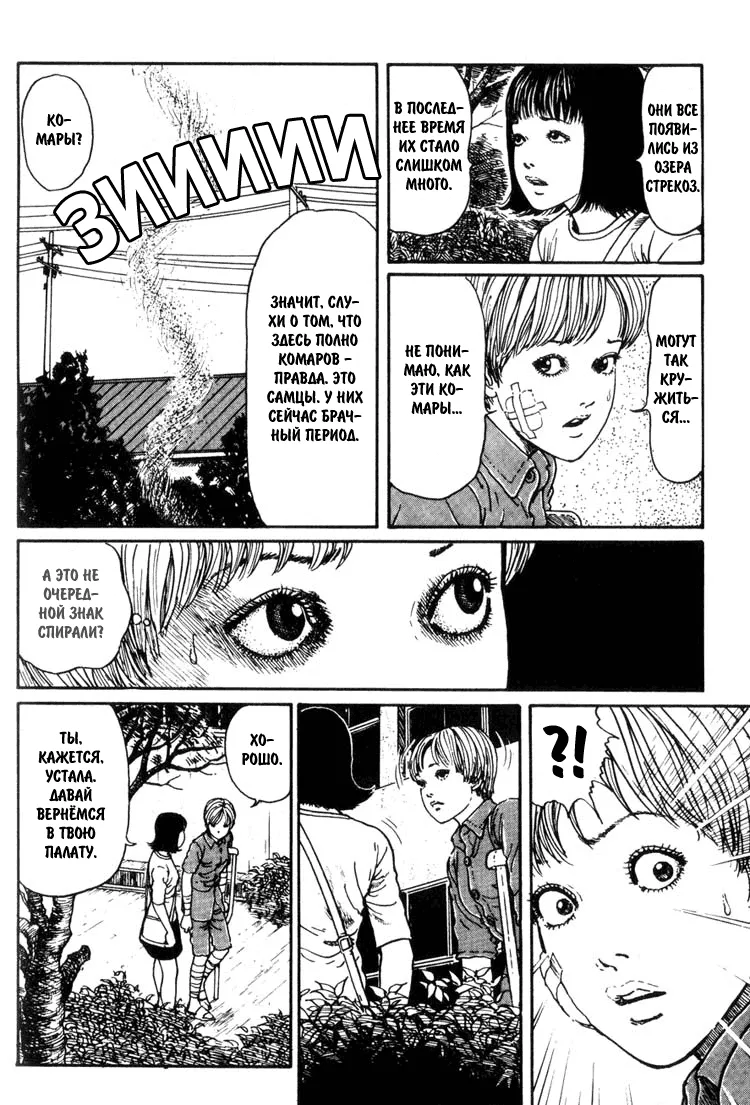 КО-
МАРЫ?
ЗИИИИИИ
ЗНАЧИТ, СЛУ-
ХИ О ТОМ, ЧТО
ЗДЕСЬ ПОЛНО
КОМАРОВ -
ПРАВДА. ЭТО
САМЦЫ. У НИХ
СЕЙЧАС БРАЧ-
НЫЙ ПЕРИОД.
В ПОСЛЕД-
НЕЕ ВРЕМЯ
ИХ СТАЛО
СЛИШКОМ
МНОГО.
ОНИ ВСЕ
ПОЯВИ-
ЛИСЬ ИЗ
ОЗЕРА
СТРЕКОЗ.
НЕ ПОНИ-
МАЮ, КАК
ЭТИ КО-
МАРЫ...
МОГУТ
ТАК
КРУ-
ЖИТЬ-
СЯ...
А ЭТО НЕ
ОЧЕРЕД-
НОЙ ЗНАК
СПИРАЛИ?
ТЫ,
КАЖЕТСЯ,
УСТАЛА.
ДАВАЙ
ВЕРНЁМСЯ
В ТВОЮ
ПАЛАТУ.
ХО-
РОШО.
?!